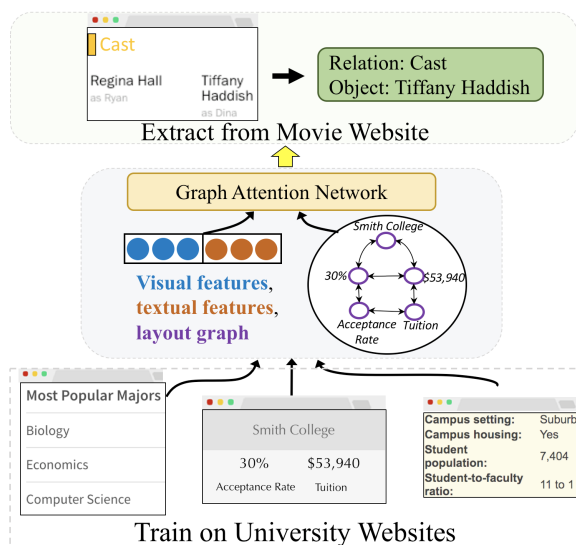 Cast
Regina Hall
as Ryan
Tiffany
Haddish
as Dina
Relation: Cast
Object: Tiffany Haddish
Extract from Movie Website
Graph Attention Network
Visual features,
textual features,
layout graph
Smith College
30%
$53,940
Acceptance
Rate
Tuition
Most Popular Majors
Biology
Economics
Computer Science
Smith College
30% $53,940
Acceptance Rate Tuition
Campus setting: Suburb
Campus housing: Yes
Student
population: 7,404
Student-to-faculty
ratio: 11 to 1
Train on University Websites